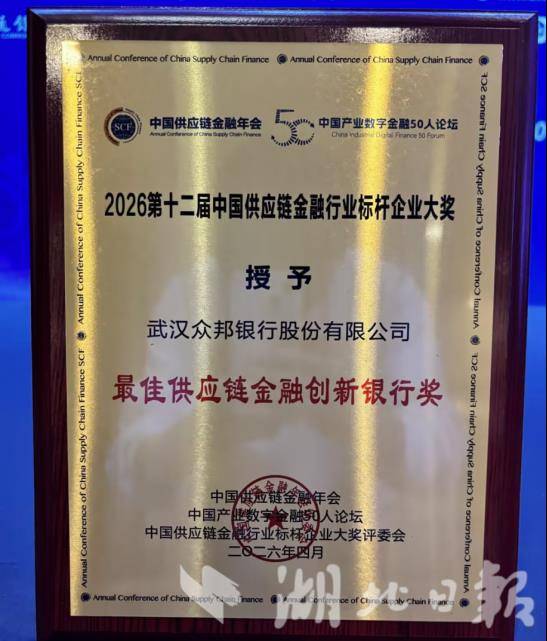 Annual Conference of China Supply Chain Finance SCF
Annual Conference of China Supply Chain Finance
SCF
中国供应链金融年会
Annual Conference of China Supply Chain Finance
50
中国产业数字金融50人论坛
China Industrial Digital Finance 50 Forum
2026第十二届中国供应链金融行业标杆企业大奖
授予
武汉众邦银行股份有限公司
最佳供应链金融创新银行奖
中国供应链金融年会
中国产业数字金融50人论坛
中国供应链金融行业标杆企业大奖评委会
二〇二六年四月
Annual Conference of China Supply Chain Finance SCF
Annual Conference of China Supply Chain Finance
湖北日報